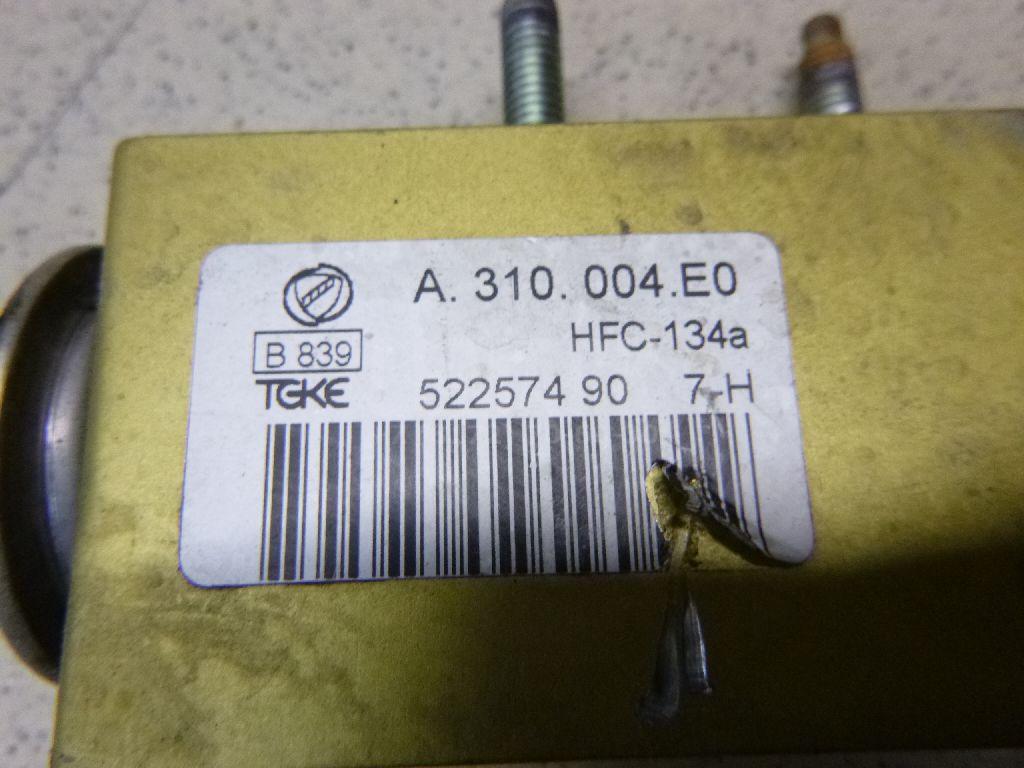 A. 310. 004.E0
HFC-134a
B 839
TGKE 522574 90 7-H